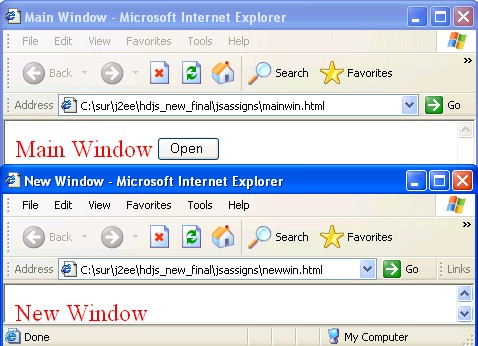 Main Window - Microsoft Internet Explorer
File Edit View Favorites Tools Help
Back Search Favorites »
Address C:\sur\j2ee\hdjs_new_final\jsassigns\mainwin.html Go
Main Window Open
New Window - Microsoft Internet Explorer
File Edit View Favorites Tools Help
Back Search Favorites »
Address C:\sur\j2ee\hdjs_new_final\jsassigns\newwin.html Go Links
New Window
Done My Computer